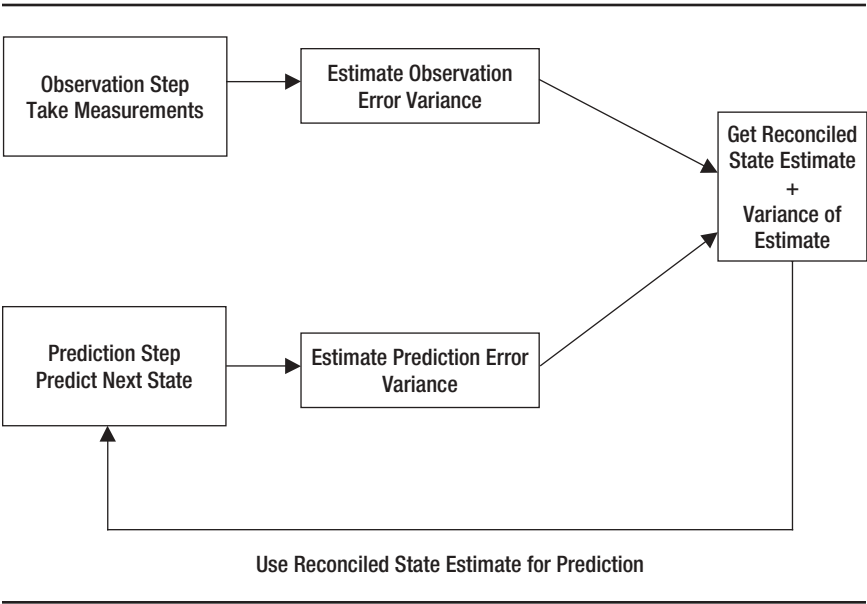 Observation Step
Take Measurements
Estimate Observation
Error Variance
Get Reconciled
State Estimate
+
Variance of
Estimate
Prediction Step
Predict Next State
Estimate Prediction Error
Variance
Use Reconciled State Estimate for Prediction